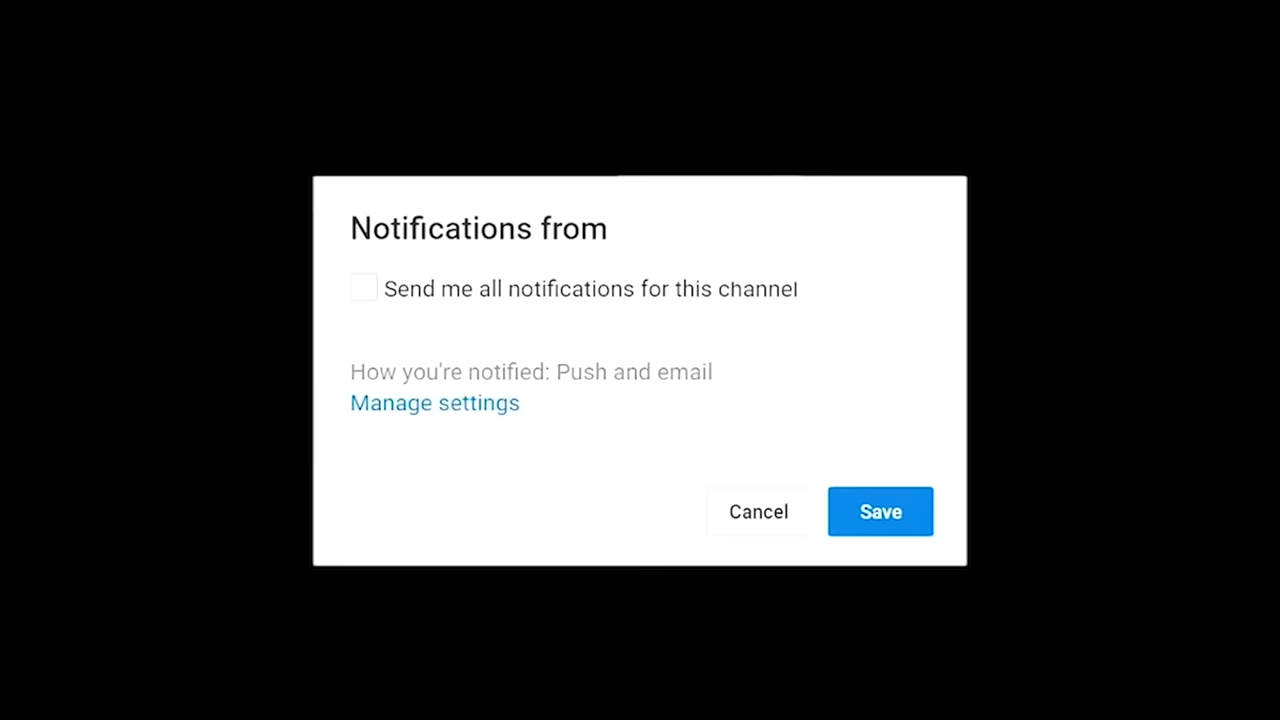 Notifications from
Send me all notifications for this channel
How you're notified: Push and email
Manage settings
Cancel
Save